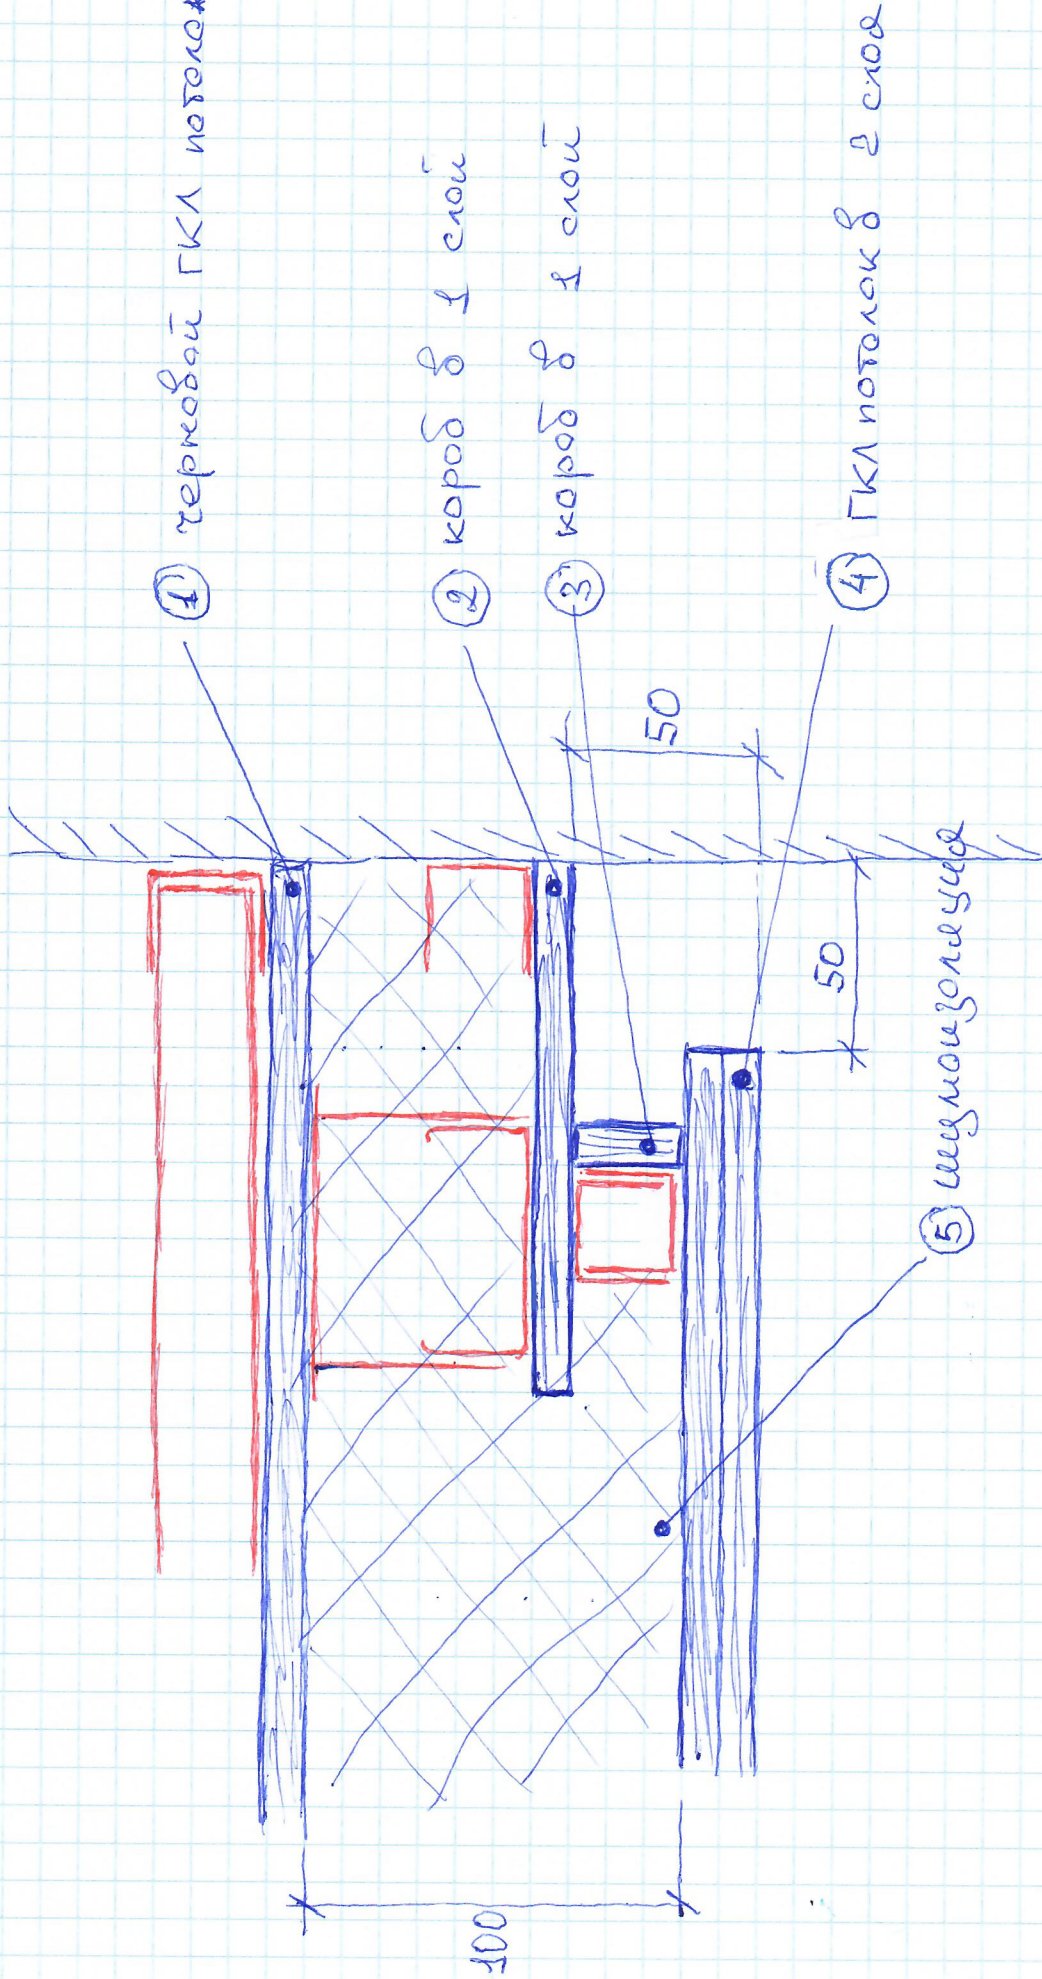 1 черновой ГКЛ потолок
2 короб в 1 слой
3 короб в 1 слой
4 ГКЛ потолок в 2 слоя
5 шумоизоляция
50
50
100